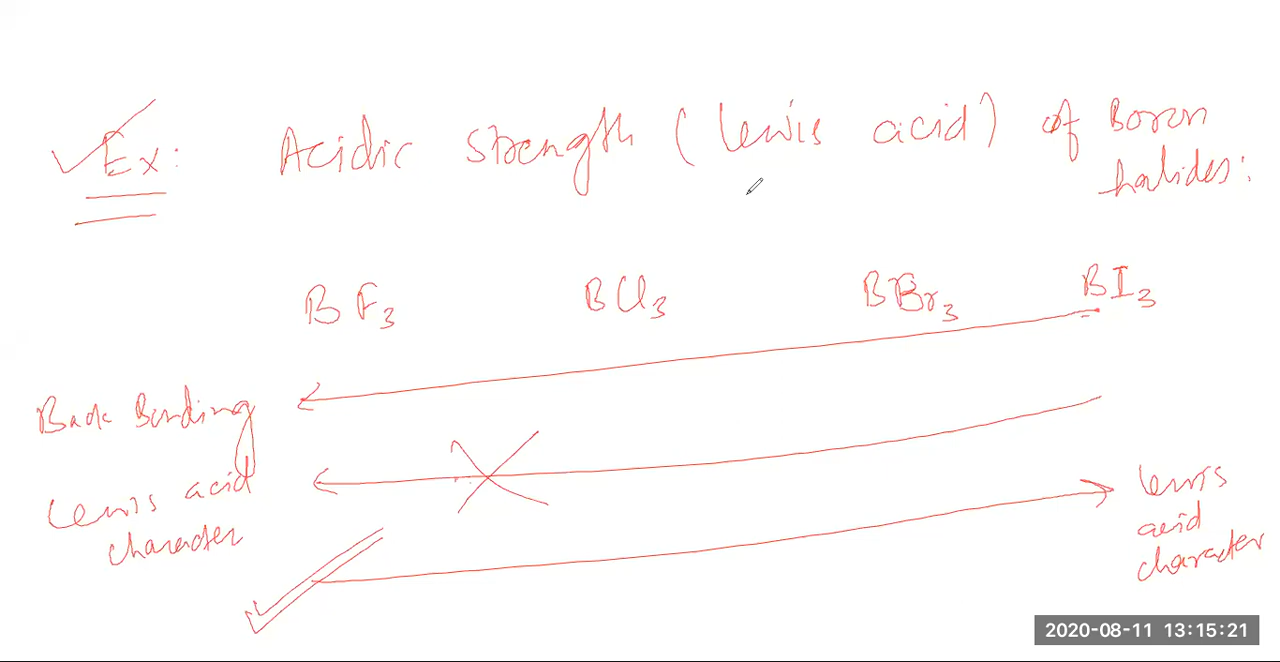 Ex: Acidic strength (lewis acid) of Boron
halides:
BF3 BCl3 BBr3 BI3
Back Bonding
Lewis acid
character
lewis
acid
character
2020-08-11 13:15:21